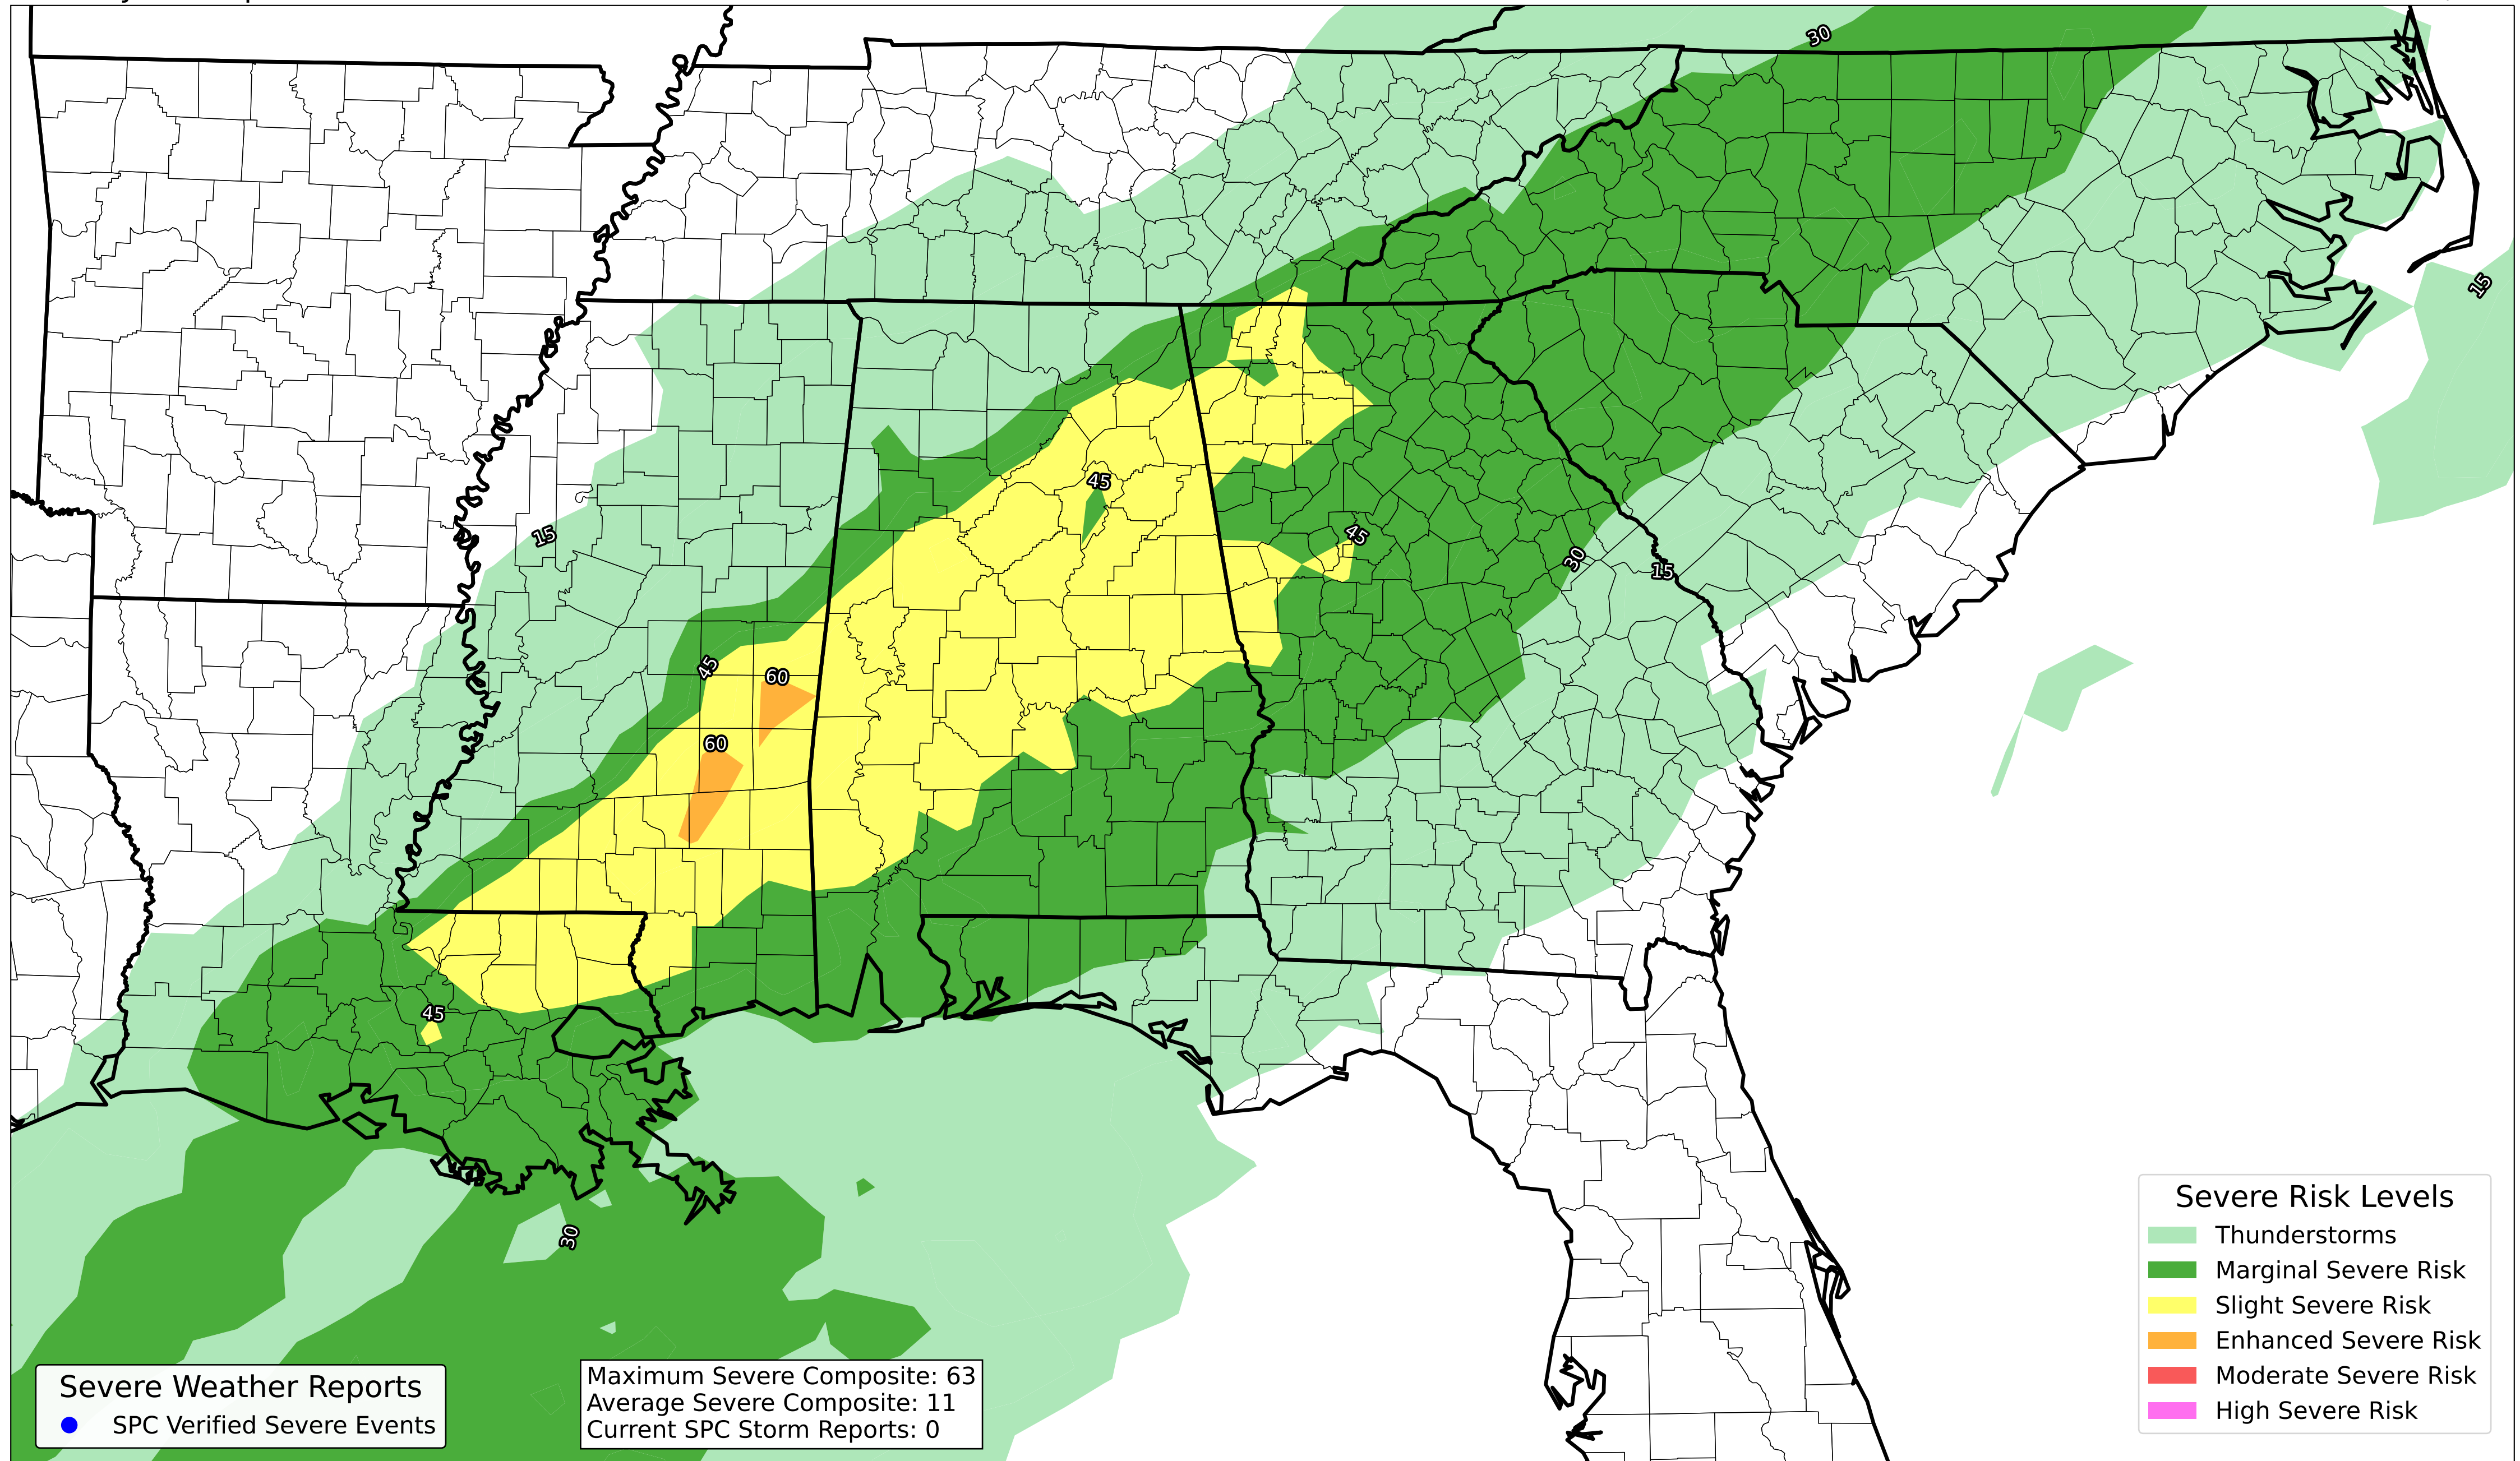 30
15
45
45
15
30
15
45
60
60
45
30
Severe Risk Levels
Thunderstorms
Marginal Severe Risk
Slight Severe Risk
Enhanced Severe Risk
Moderate Severe Risk
High Severe Risk
Severe Weather Reports
SPC Verified Severe Events
Maximum Severe Composite: 63
Average Severe Composite: 11
Current SPC Storm Reports: 0